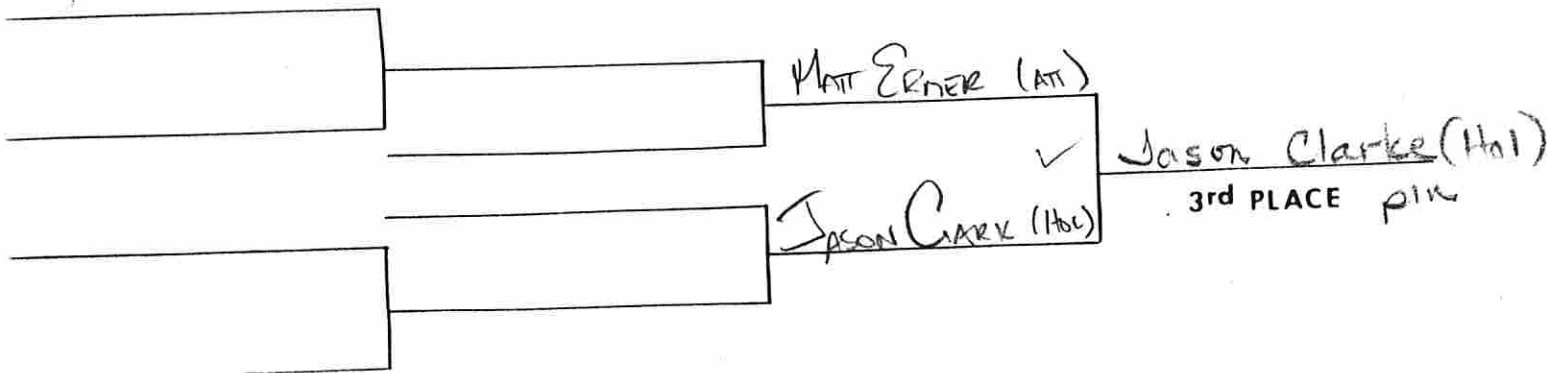 MATT ERMER (ATT)
✓ Jason Clarke (Hol)
3rd PLACE pin
JASON CLARK (HOL)